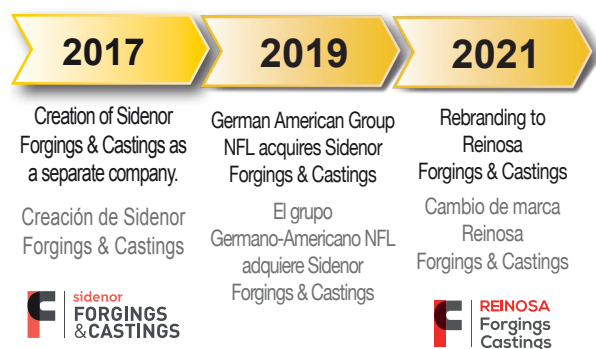 2017
Creation of Sidenor
Forgings & Castings as
a separate company.
Creación de Sidenor
Forgings & Castings
sidenor
FORGINGS
&CASTINGS
2019
German American Group
NFL acquires Sidenor
Forgings & Castings
El grupo
Germano-Americano NFL
adquiere Sidenor
Forgings & Castings
2021
Rebranding to
Reinosa
Forgings & Castings
Cambio de marca
Reinosa
Forgings & Castings
REINOSA
Forgings
Castings